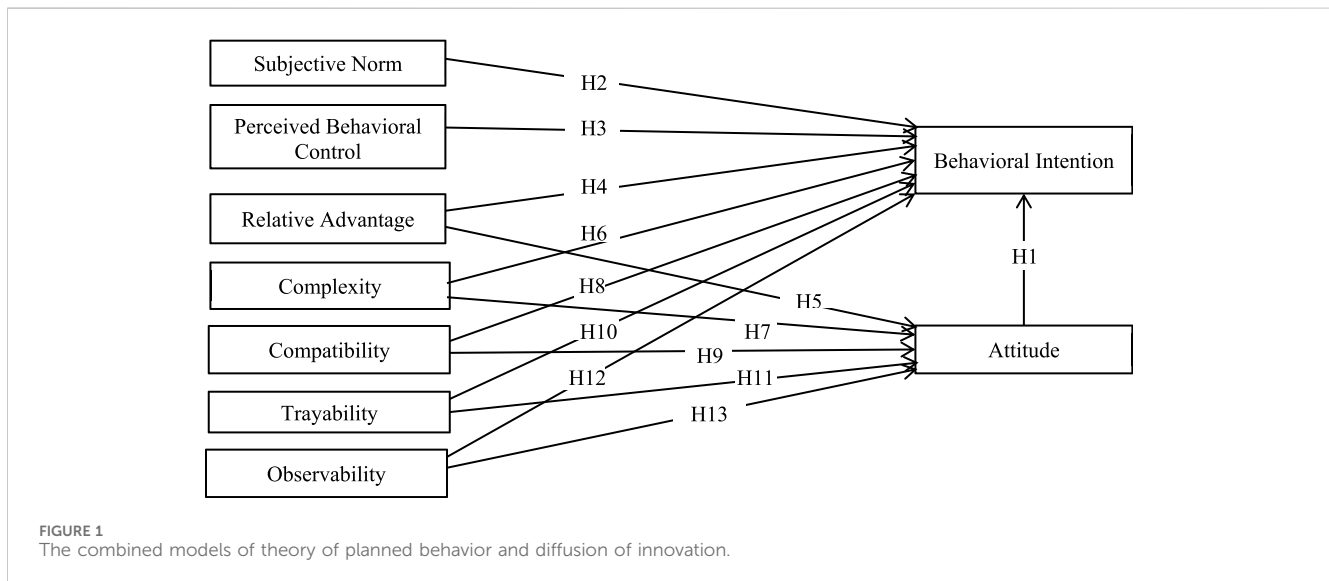 Subjective Norm
H2
Perceived Behavioral
Control
H3
Behavioral Intention
H4
Relative Advantage
H6
H1
Complexity
H8
H5
H10
H7
Compatibility
H9
Attitude
H12
H11
Trayability
H13
Observability
FIGURE 1
The combined models of theory of planned behavior and diffusion of innovation.